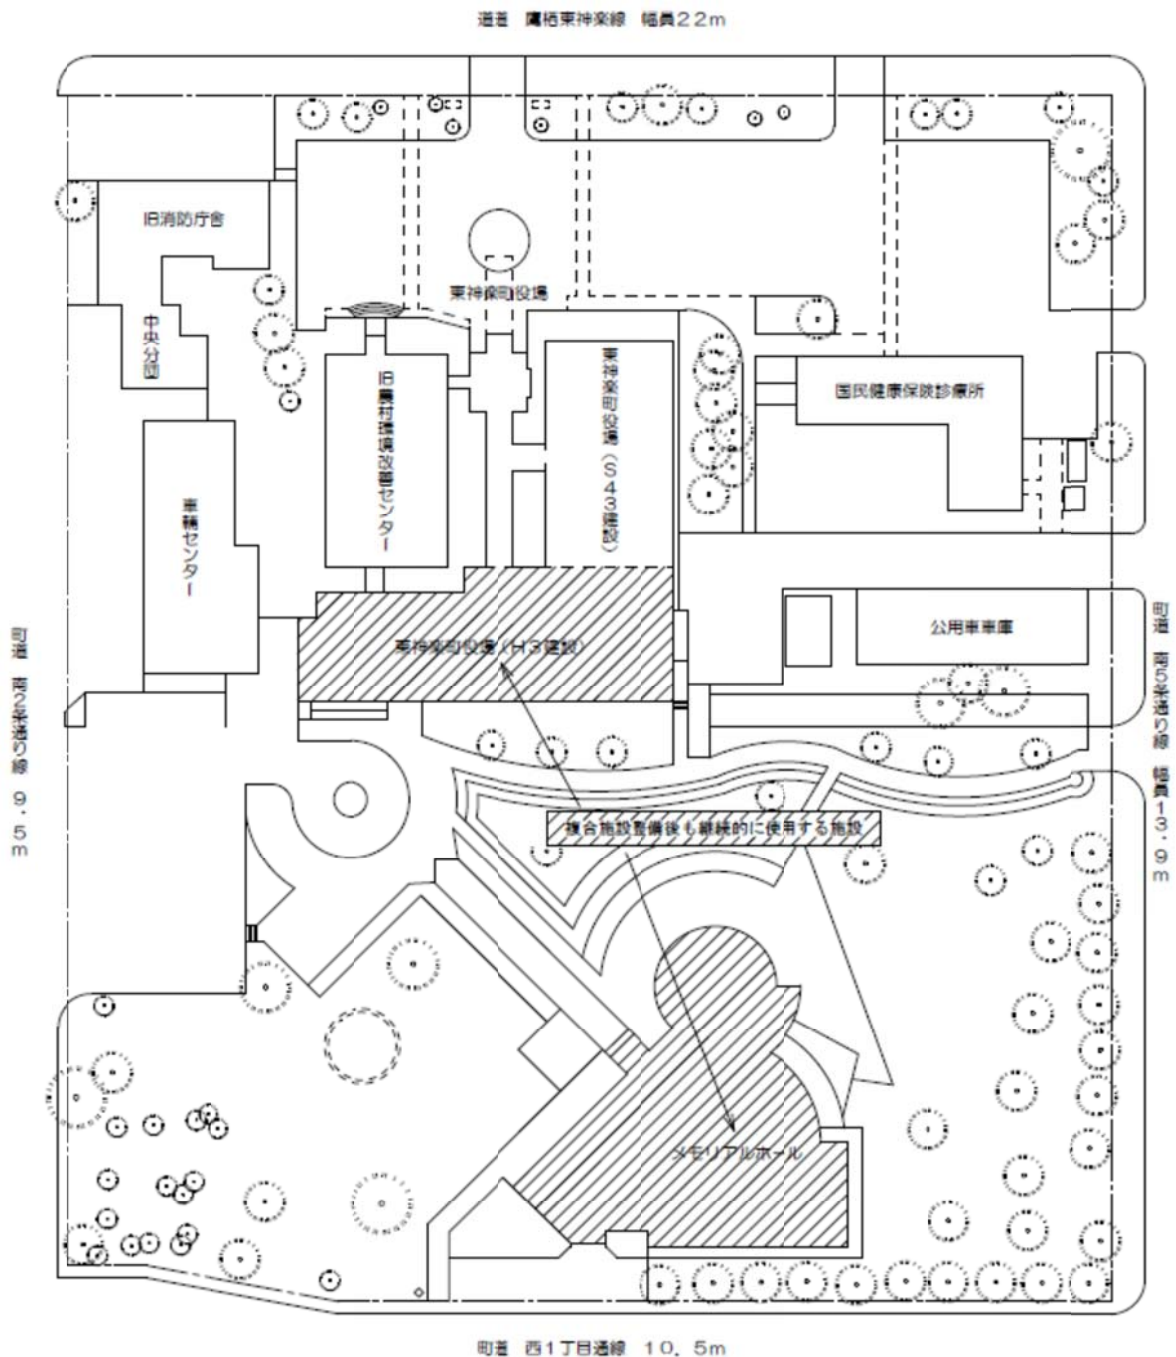 道道　鷹栖東神楽線　幅員22m
旧消防庁舎
東神楽町役場
中央分団
旧農村環境改善センター
東神楽町役場（S43建設）
国民健康保険診療所
車輛センター
公用車車庫
東神楽町役場（H3建設）
町道　南2条通り線　9．5m
町道　南5条通り線　幅員13．9m
複合施設整備後も継続的に使用する施設
メモリアルホール
町道　西1丁目通線　10．5m